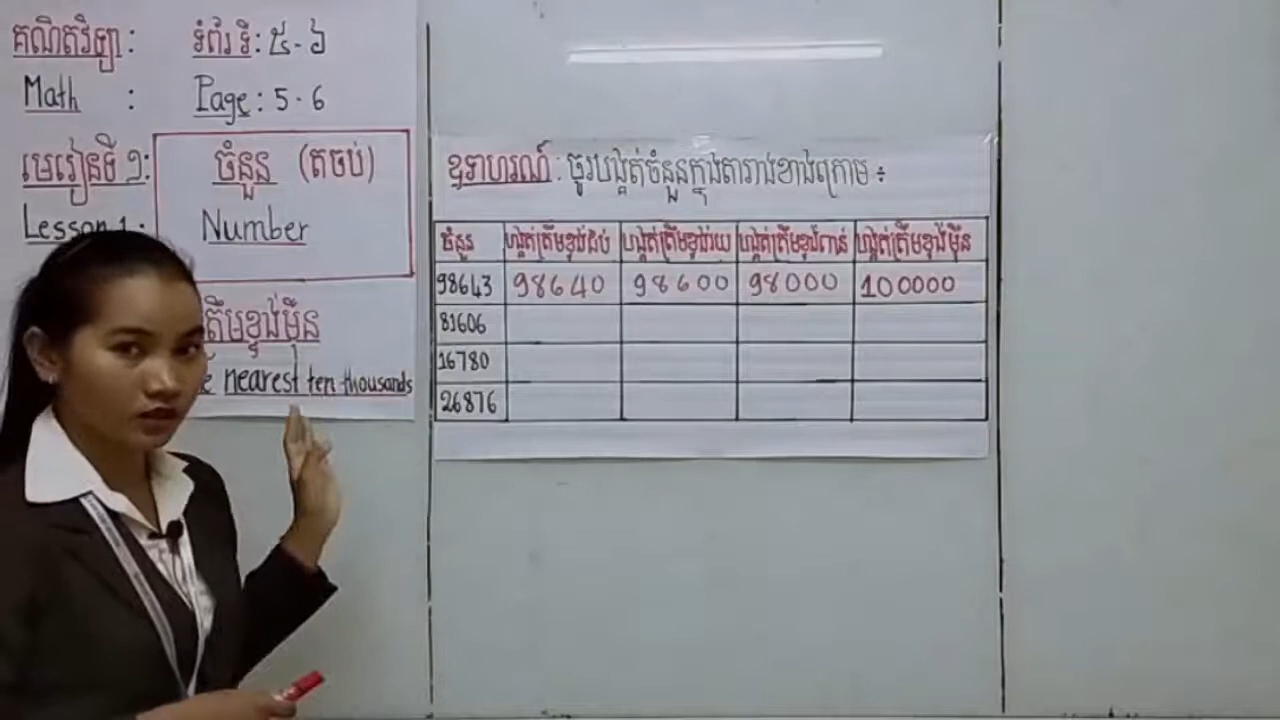 គណិតវិទ្យា : ទំព័រទី : ៥-៦
Math : Page : 5 - 6
មេរៀនទី ១: ចំនួន (តចប់)
Lesson 1: Number
ត្រឹមខ្ទង់ម៉ឺន
nearest ten thousands
ឧទាហរណ៍ : ចូរបង្គត់ចំនួនក្នុងតារាងខាងក្រោម ៖
ចំនួន បង្គត់ត្រឹមខ្ទង់ដប់ បង្គត់ត្រឹមខ្ទង់រយ បង្គត់ត្រឹមខ្ទង់ពាន់ បង្គត់ត្រឹមខ្ទង់ម៉ឺន
98643 98640 98600 98000 100000
81606
16780
26876